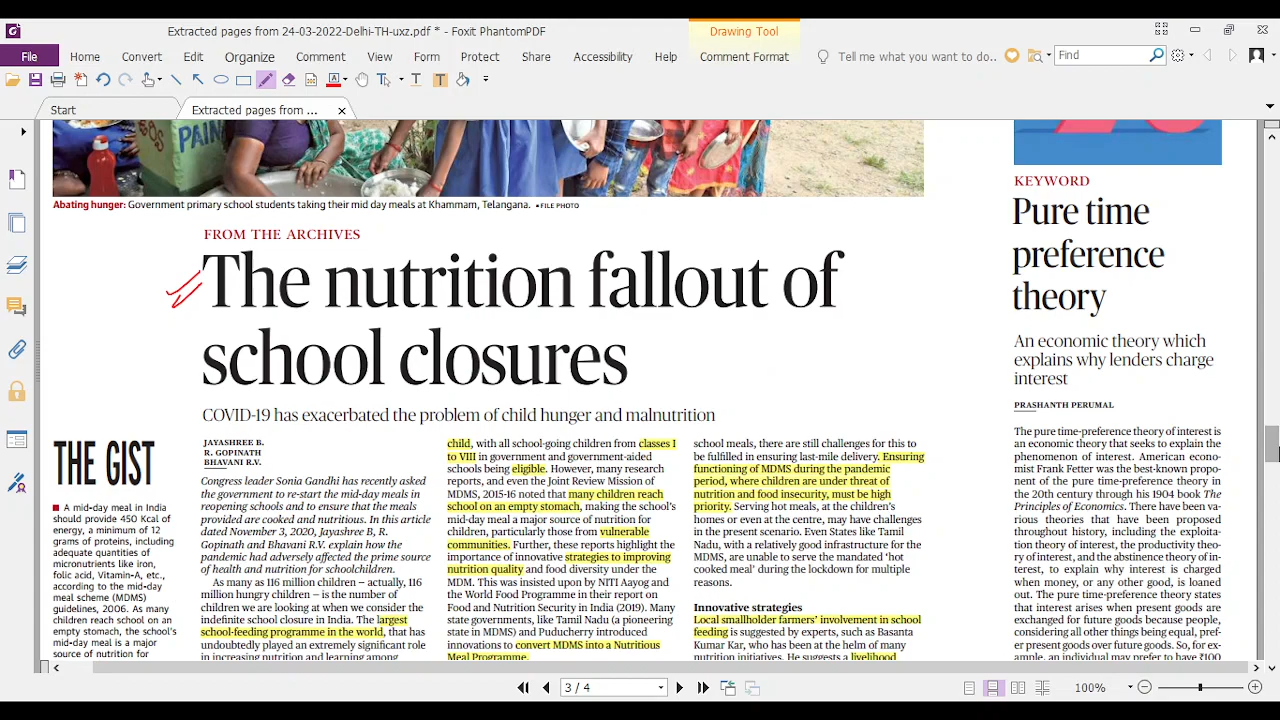 Extracted pages from 24-03-2022-Delhi-TH-uxz.pdf * - Foxit PhantomPDF
Drawing Tool
File Home Convert Edit Organize Comment View Form Protect Share Accessibility Help Comment Format Tell me what you want to do.. Find
Start
Extracted pages from ...
SOS PAIN
Abating hunger: Government primary school students taking their mid day meals at Khammam, Telangana. •FILE PHOTO
FROM THE ARCHIVES
The nutrition fallout of
school closures
COVID-19 has exacerbated the problem of child hunger and malnutrition
THE GIST
■ A mid-day meal in India
should provide 450 Kcal of
energy, a minimum of 12
grams of proteins, including
adequate quantities of
micronutrients like iron,
folic acid, Vitamin-A, etc.,
according to the mid-day
meal scheme (MDMS)
guidelines, 2006. As many
children reach school on an
empty stomach, the school's
mid-day meal is a major
source of nutrition for
JAYASHREE B.
R. GOPINATH
BHAVANI R.V.
Congress leader Sonia Gandhi has recently asked
the government to re-start the mid-day meals in
reopening schools and to ensure that the meals
provided are cooked and nutritious. In this article
dated November 3, 2020, Jayashree B, R.
Gopinath and Bhavani R.V. explain how the
pandemic had adversely affected the prime source
of health and nutrition for schoolchildren.
As many as 116 million children – actually, 116
million hungry children – is the number of
children we are looking at when we consider the
indefinite school closure in India. The largest
school-feeding programme in the world, that has
undoubtedly played an extremely significant role
in increasing nutrition and learning among
child, with all school-going children from classes I
to VIII in government and government-aided
schools being eligible. However, many research
reports, and even the Joint Review Mission of
MDMS, 2015-16 noted that many children reach
school on an empty stomach, making the school's
mid-day meal a major source of nutrition for
children, particularly those from vulnerable
communities. Further, these reports highlight the
importance of innovative strategies to improving
nutrition quality and food diversity under the
MDM. This was insisted upon by NITI Aayog and
the World Food Programme in their report on
Food and Nutrition Security in India (2019). Many
state governments, like Tamil Nadu (a pioneering
state in MDMS) and Puducherry introduced
innovations to convert MDMS into a Nutritious
Meal Programme.
school meals, there are still challenges for this to
be fulfilled in ensuring last-mile delivery. Ensuring
functioning of MDMS during the pandemic
period, where children are under threat of
nutrition and food insecurity, must be high
priority. Serving hot meals, at the children's
homes or even at the centre, may have challenges
in the present scenario. Even States like Tamil
Nadu, with a relatively good infrastructure for the
MDMS, are unable to serve the mandated 'hot
cooked meal' during the lockdown for multiple
reasons.
Innovative strategies
Local smallholder farmers' involvement in school
feeding is suggested by experts, such as Basanta
Kumar Kar, who has been at the helm of many
nutrition initiatives. He suggests a livelihood
KEYWORD
Pure time
preference
theory
An economic theory which
explains why lenders charge
interest
PRASHANTH PERUMAL
The pure time-preference theory of interest is
an economic theory that seeks to explain the
phenomenon of interest. American econo-
mist Frank Fetter was the best-known propo-
nent of the pure time-preference theory in
the 20th century through his 1904 book The
Principles of Economics. There have been va-
rious theories that have been proposed
throughout history, including the exploita-
tion theory of interest, the productivity theo-
ry of interest, and the abstinence theory of in-
terest, to explain why interest is charged
when money, or any other good, is loaned
out. The pure time-preference theory states
that interest arises when present goods are
exchanged for future goods because people,
considering all other things being equal, pref-
er present goods over future goods. So, for ex-
ample, an individual may prefer to have ₹100
3 / 4
100%